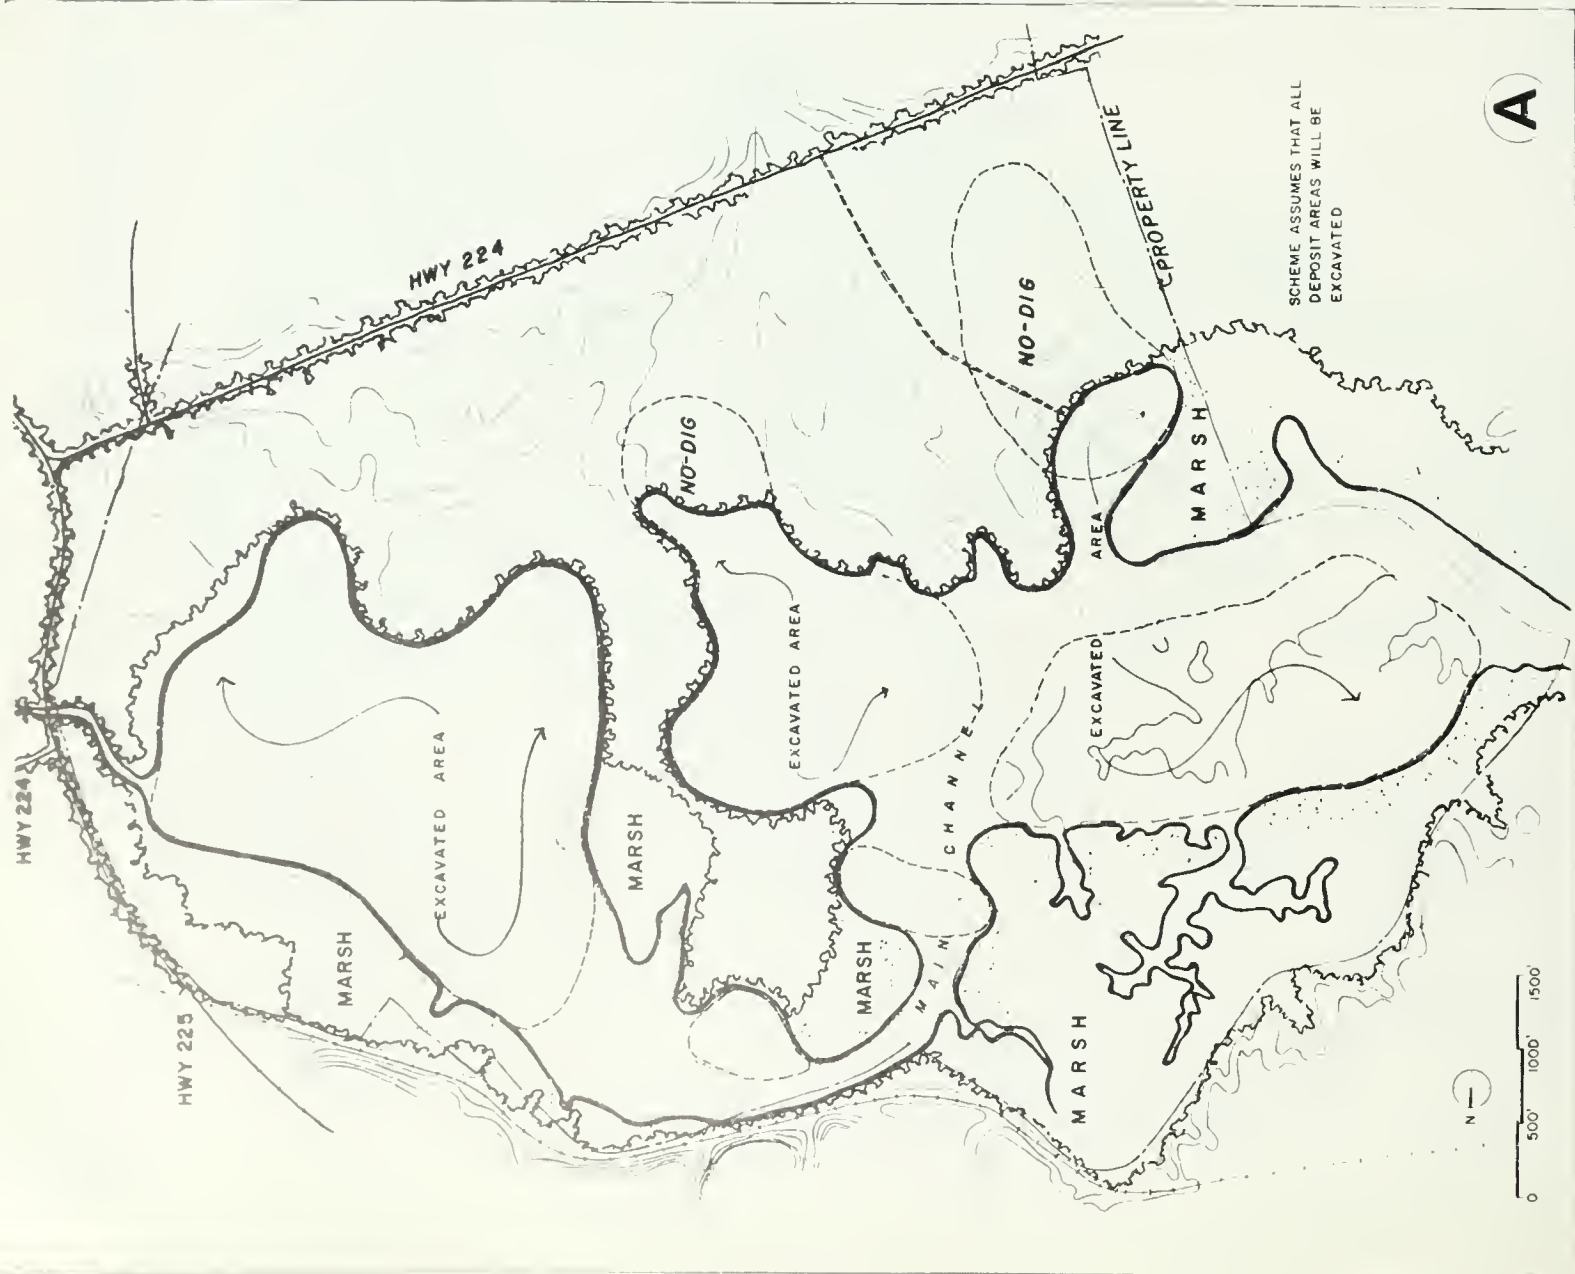 HWY 224
HWY 224
HWY 225
PROPERTY LINE
NO-DIG
NO-DIG
EXCAVATED AREA
EXCAVATED AREA
EXCAVATED AREA
MARSH
MARSH
MARSH
MARSH
MARSH
MAIN CHANNEL
SCHEME ASSUMES THAT ALL
DEPOSIT AREAS WILL BE
EXCAVATED
A
N
0 500' 1000' 1500'